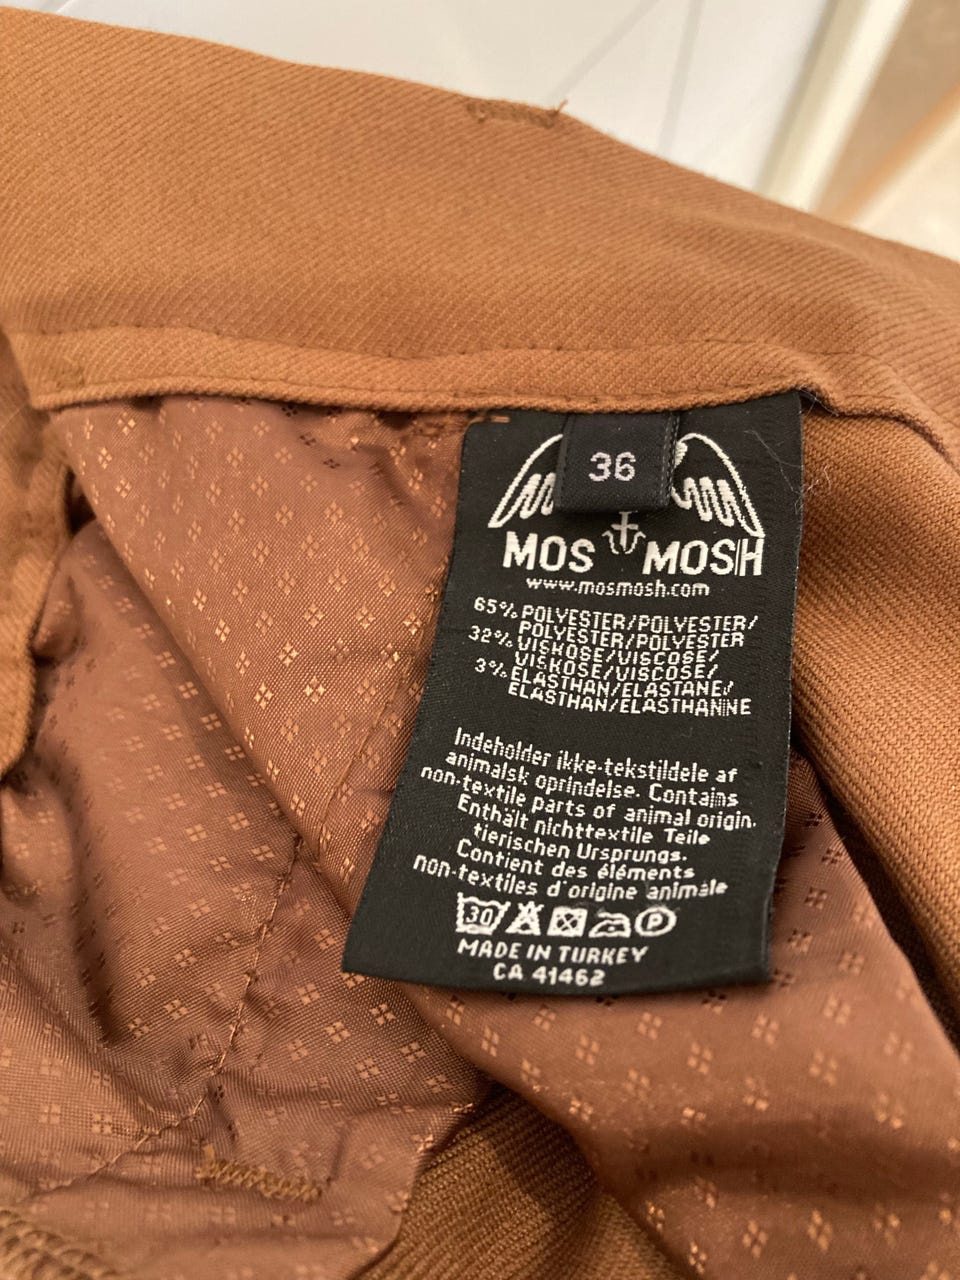 36
MOS MOSH
www.mosmosh.com
65% POLYESTER/POLYESTER/
POLYESTER/POLYESTER
32% VISKOSE/VISCOSE/
VISKOSE/VISCOSE/
3% ELASTHAN/ELASTANE/
ELASTHAN/ELASTHANNE
Indeholder ikke-tekstildele af
animalsk oprindelse. Contains
non-textile parts of animal origin.
Enthält nichttextile Teile
tierischen Ursprungs.
Contient des éléments
non-textiles d'origine animale
30 P
MADE IN TURKEY
CA 41462